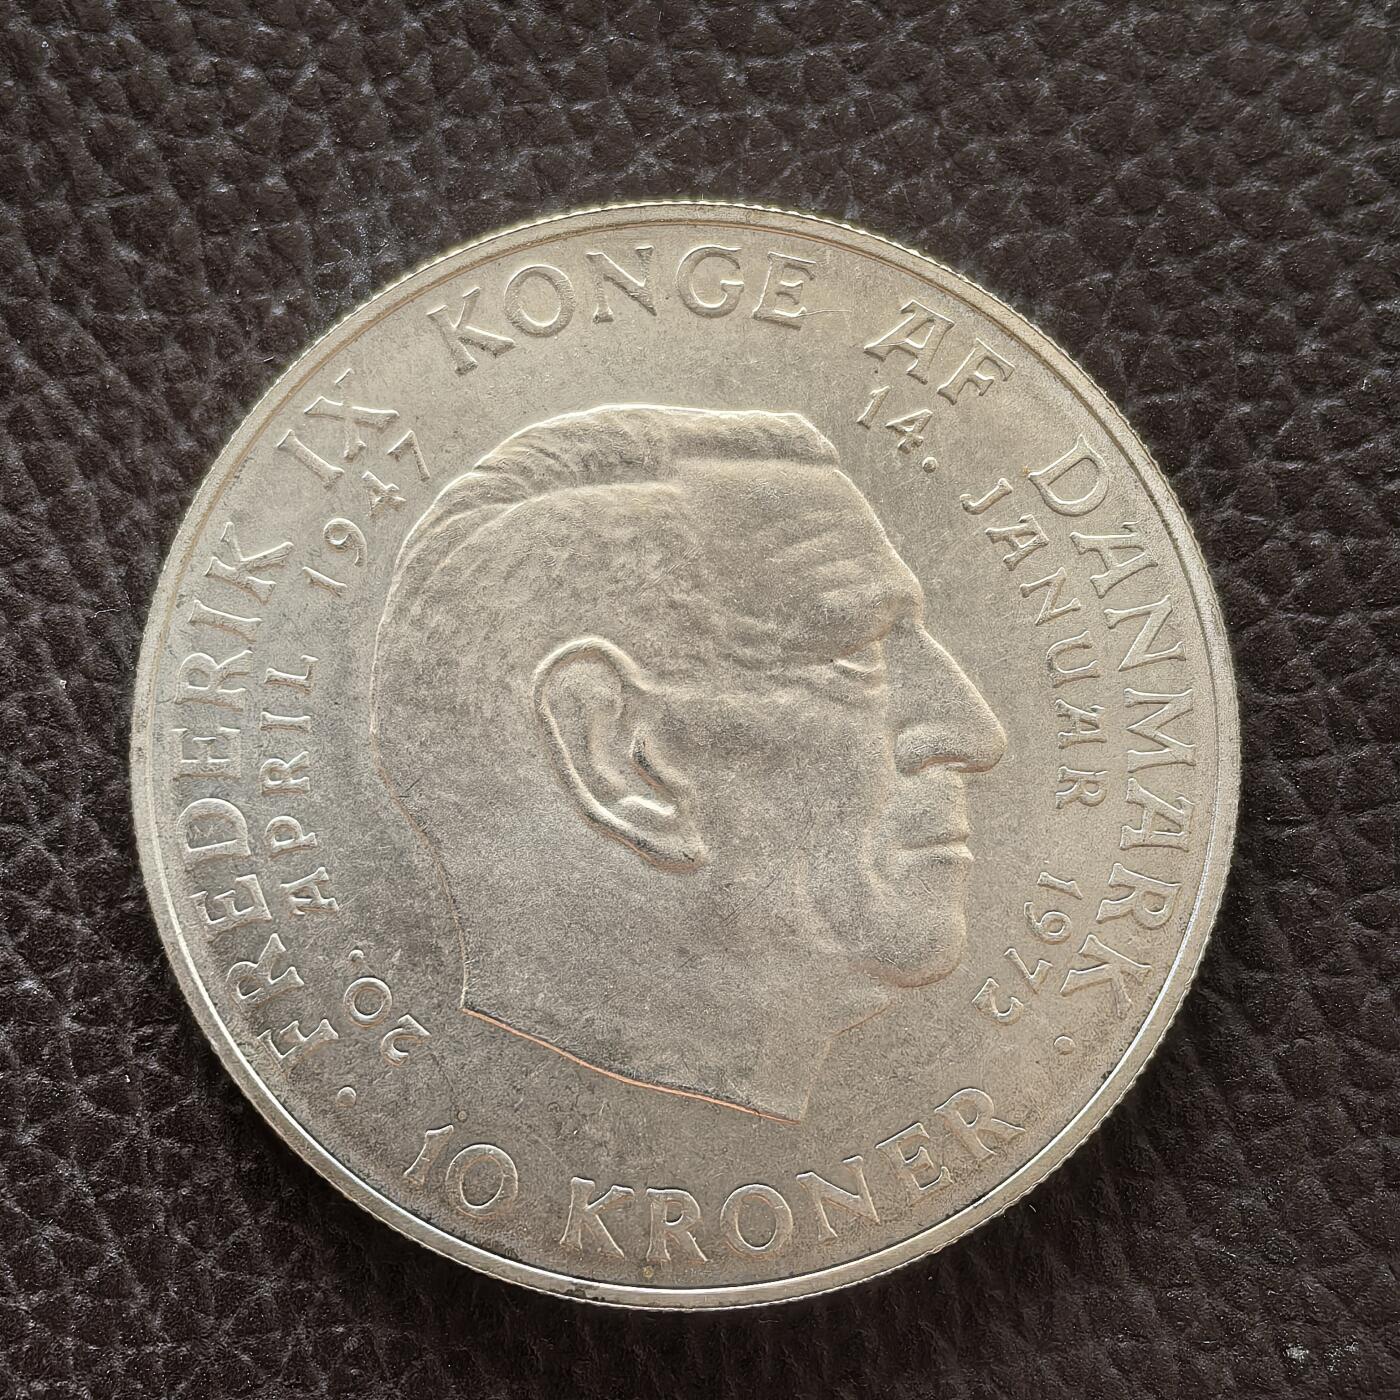 FREDERIK IX KONGE AF DANMARK
20. APRIL 1947
14. JANUAR 1972
10 KRONER